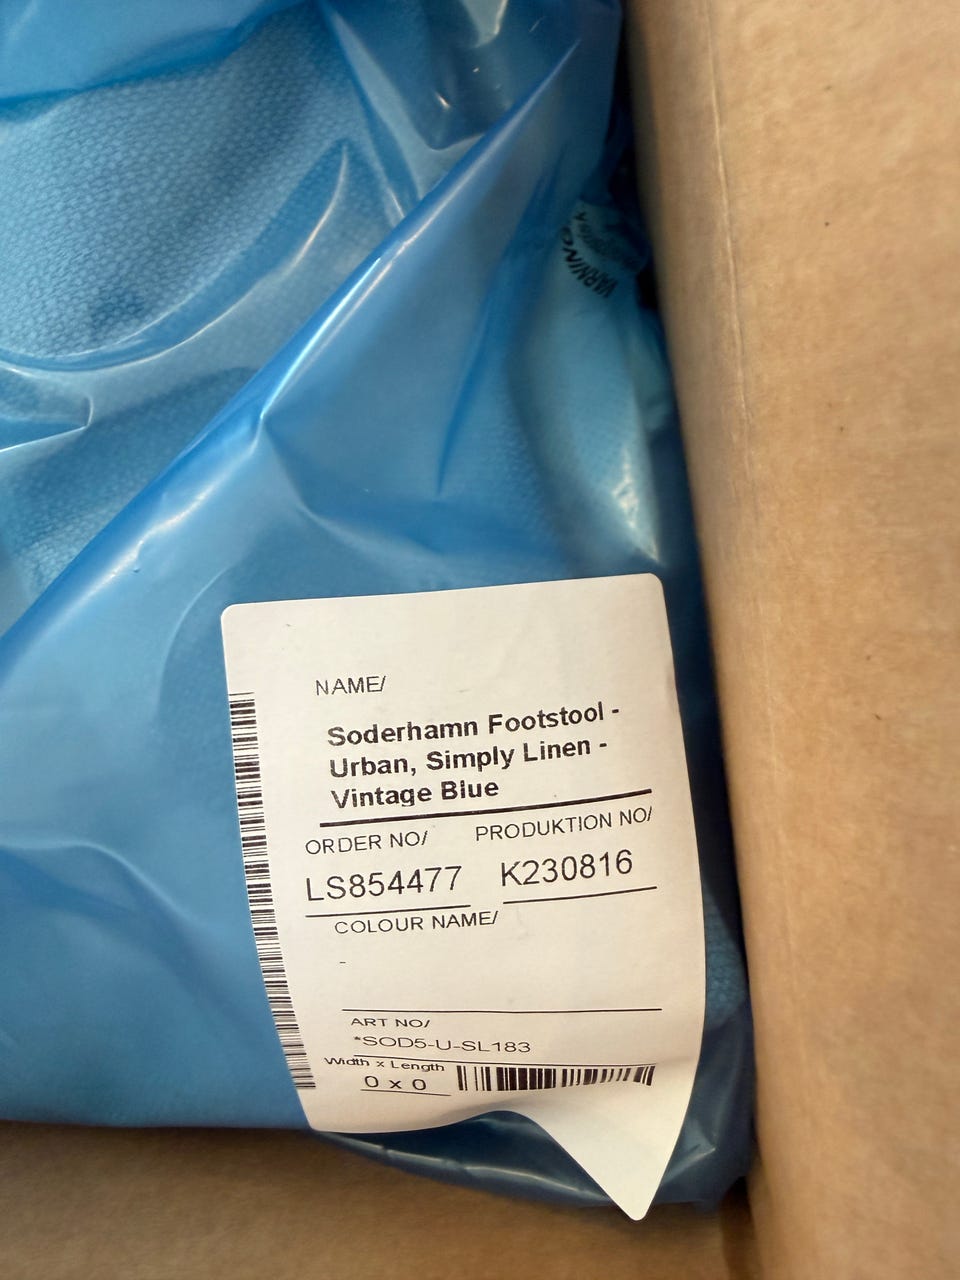 WARNING
NAME/
Soderhamn Footstool -
Urban, Simply Linen -
Vintage Blue
ORDER NO/ PRODUKTION NO/
LS854477 K230816
COLOUR NAME/
-
ART NO/
*SOD5-U-SL183
Width x Length
0 x 0